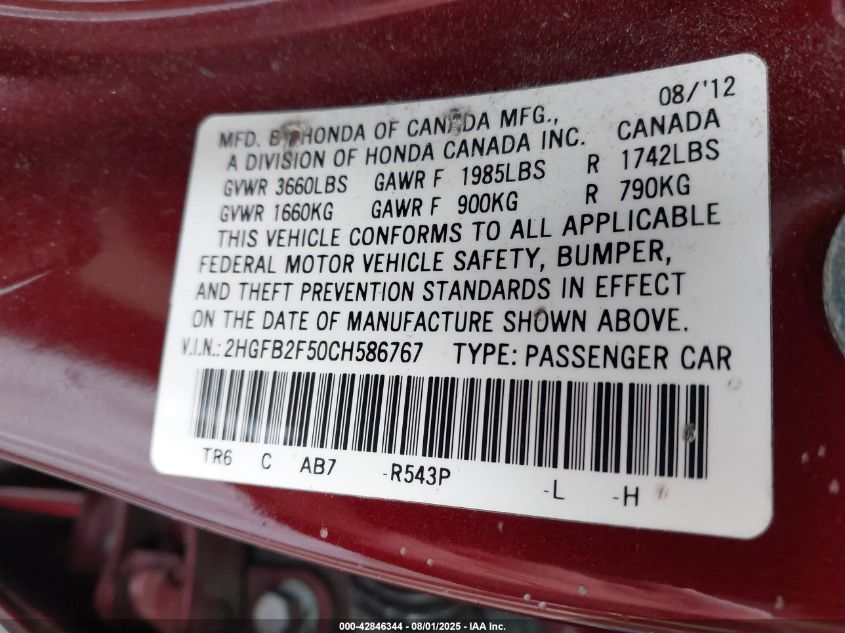 08/'12
MFD. BY HONDA OF CANADA MFG.,
A DIVISION OF HONDA CANADA INC. CANADA
GVWR 3660LBS GAWR F 1985LBS R 1742LBS
GVWR 1660KG GAWR F 900KG R 790KG
THIS VEHICLE CONFORMS TO ALL APPLICABLE
FEDERAL MOTOR VEHICLE SAFETY, BUMPER,
AND THEFT PREVENTION STANDARDS IN EFFECT
ON THE DATE OF MANUFACTURE SHOWN ABOVE.
V.I.N.: 2HGFB2F50CH586767 TYPE: PASSENGER CAR
TR6 C AB7 -R543P -L -H
000-42846344 - 08/01/2025 - IAA Inc.